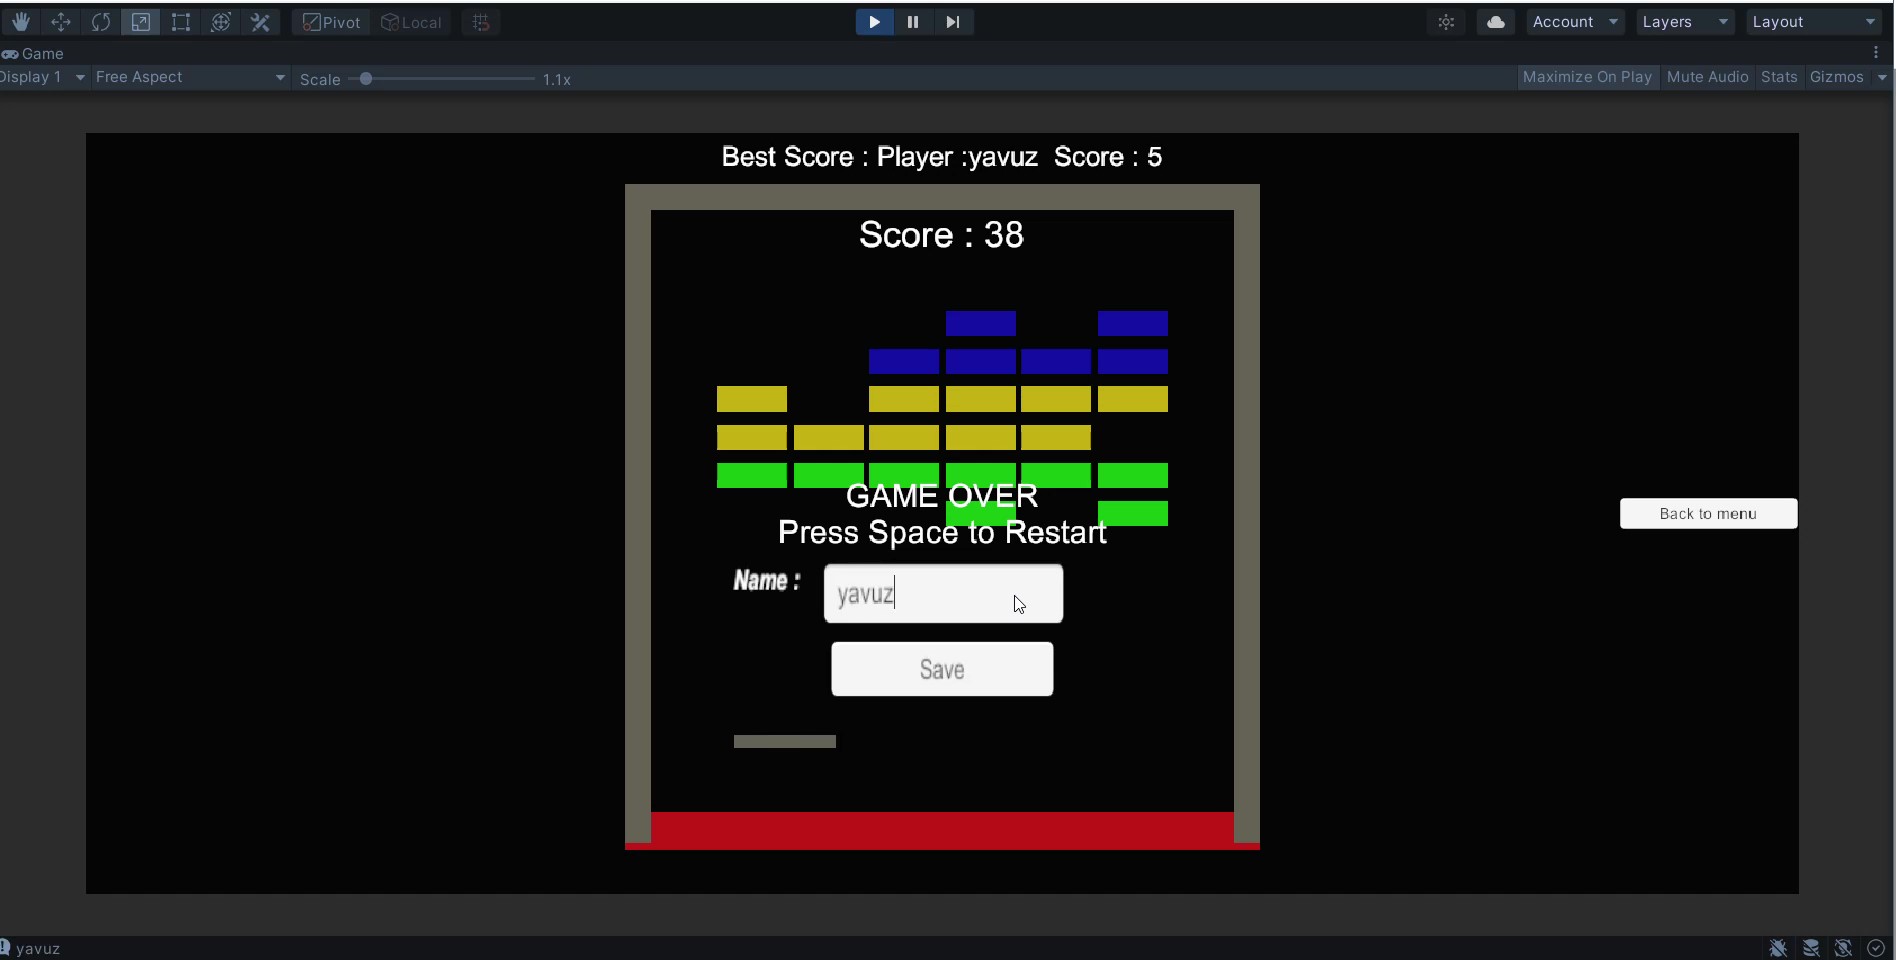 Pivot Local Account Layers Layout
Game
Display 1 Free Aspect Scale 1.1x Maximize On Play Mute Audio Stats Gizmos
Best Score : Player :yavuz Score : 5
Score : 38
GAME OVER
Press Space to Restart
Back to menu
Name : yavuz
Save
yavuz